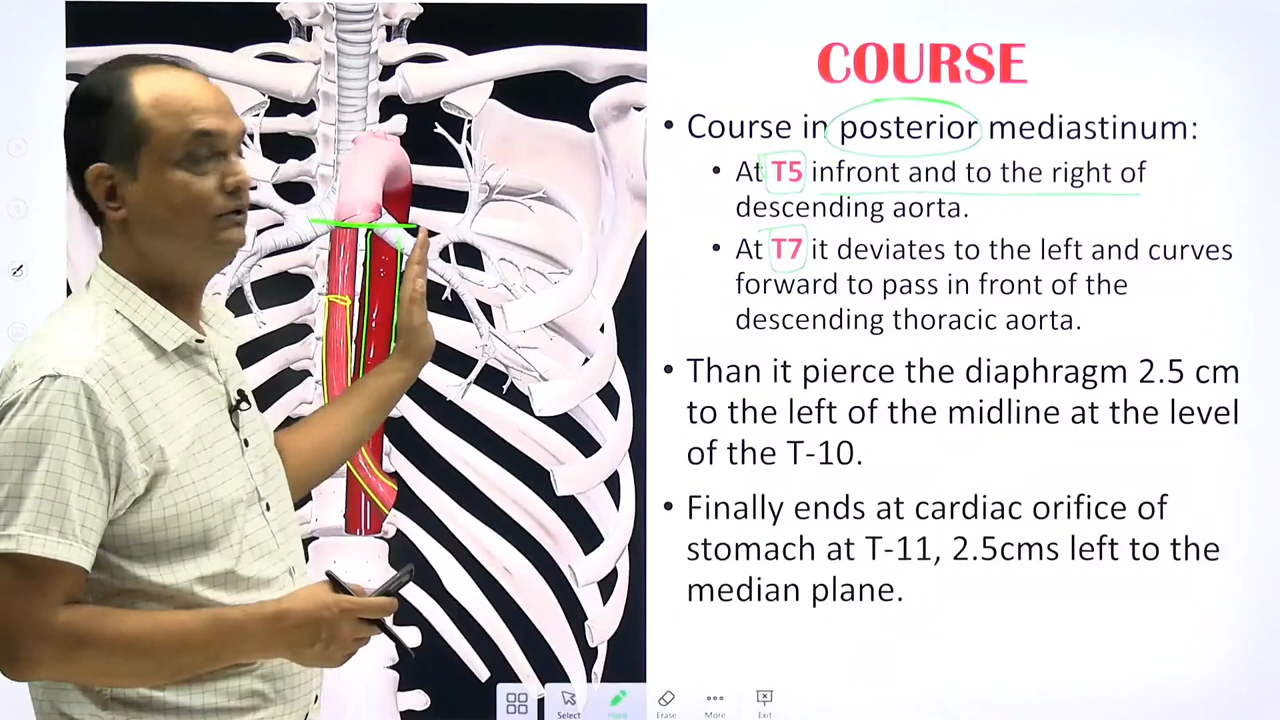 COURSE
• Course in posterior mediastinum:
• At T5 infront and to the right of
descending aorta.
• At T7 it deviates to the left and curves
forward to pass in front of the
descending thoracic aorta.
• Than it pierce the diaphragm 2.5 cm
to the left of the midline at the level
of the T-10.
• Finally ends at cardiac orifice of
stomach at T-11, 2.5cms left to the
median plane.
Select
Erase
More
Exit